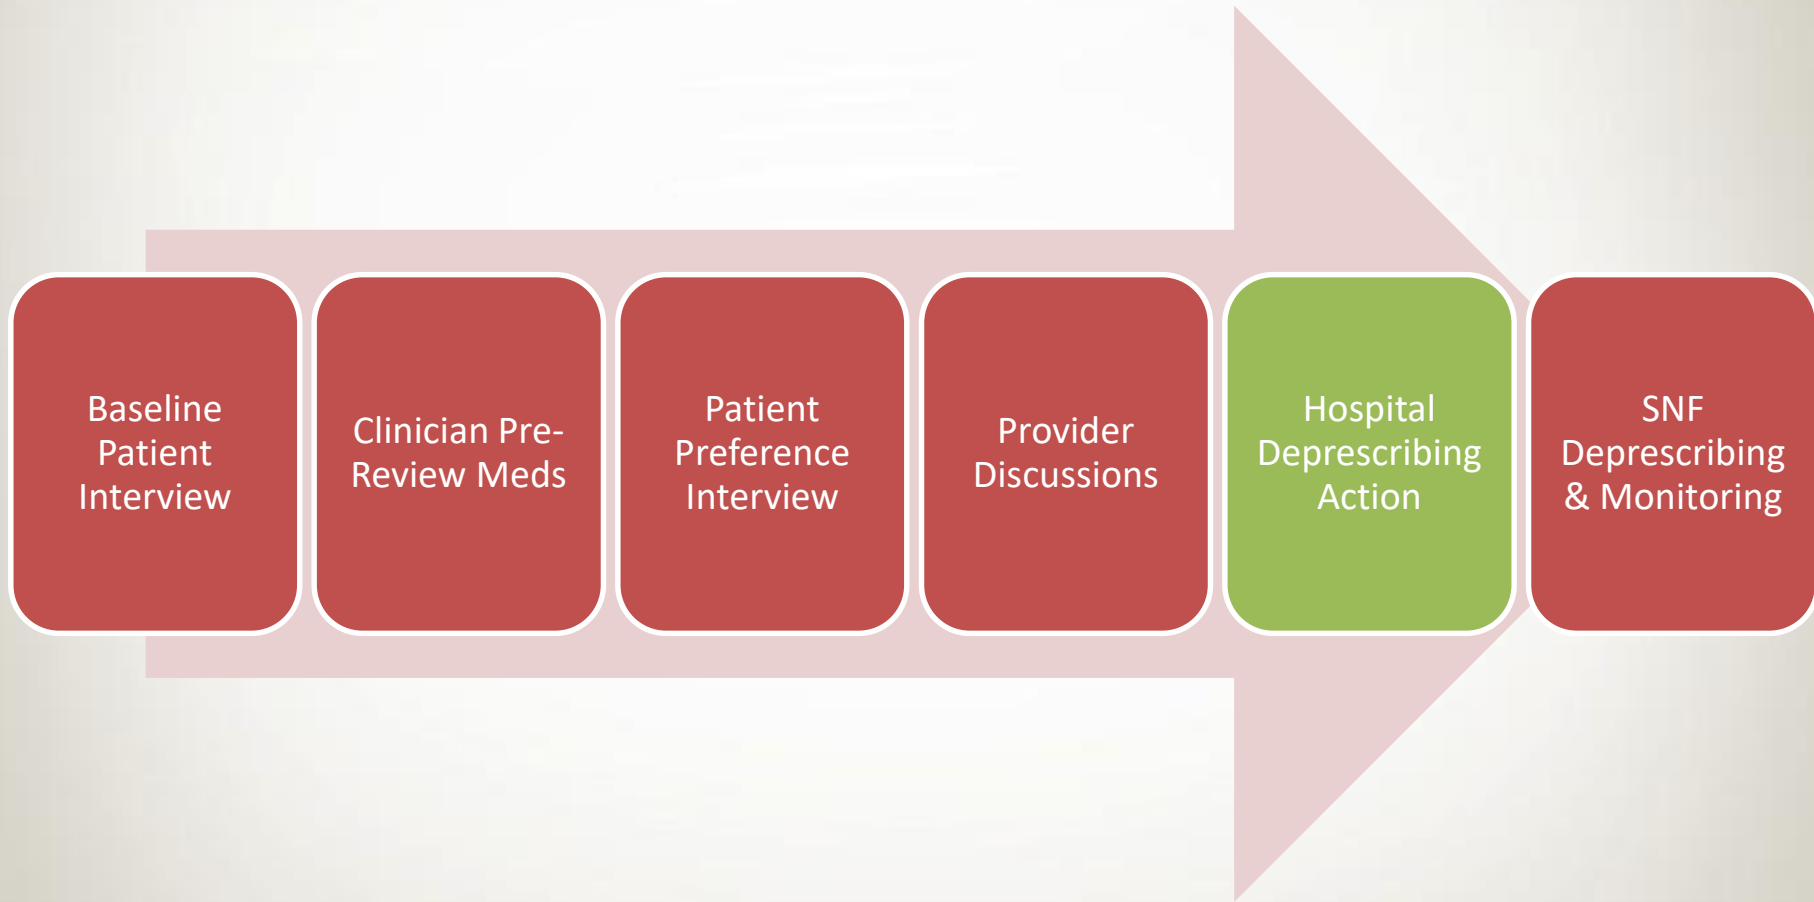 Baseline
Patient
Interview
Clinician Pre-
Review Meds
Patient
Preference
Interview
Provider
Discussions
Hospital
Deprescribing
Action
SNF
Deprescribing
& Monitoring